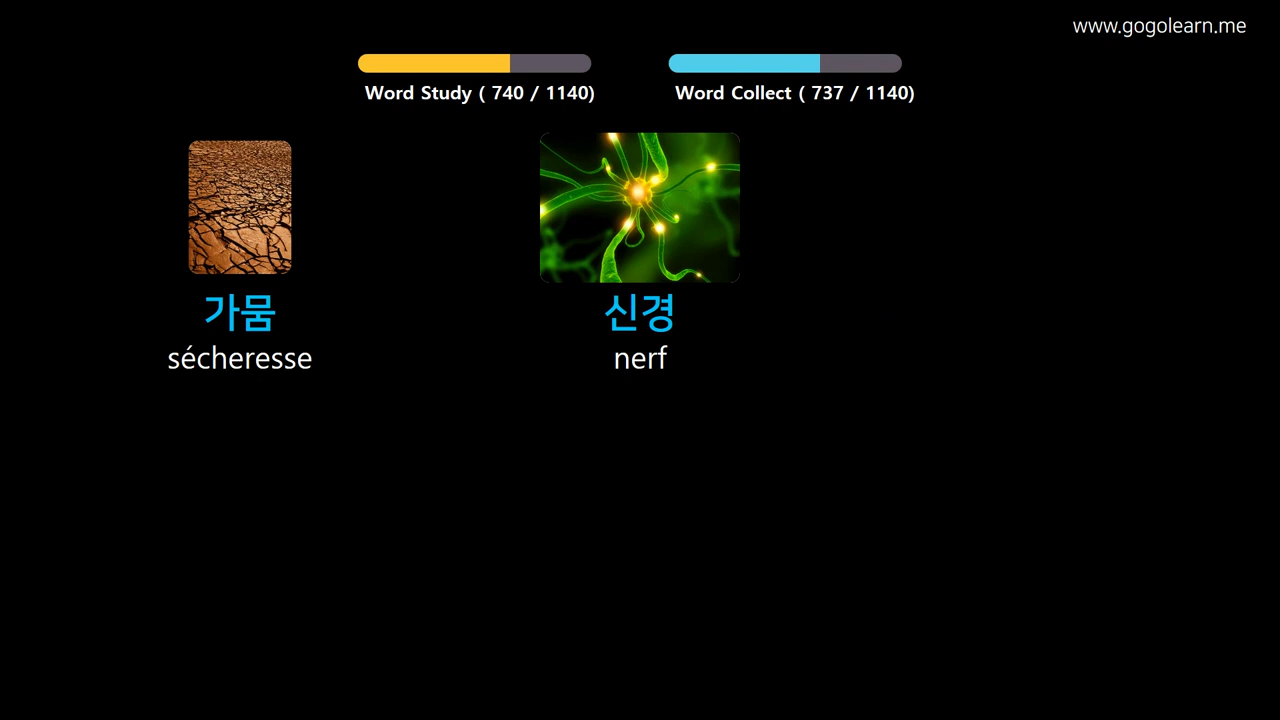 www.gogolearn.me
Word Study ( 740 / 1140)
Word Collect ( 737 / 1140)
가뭄
sécheresse
신경
nerf